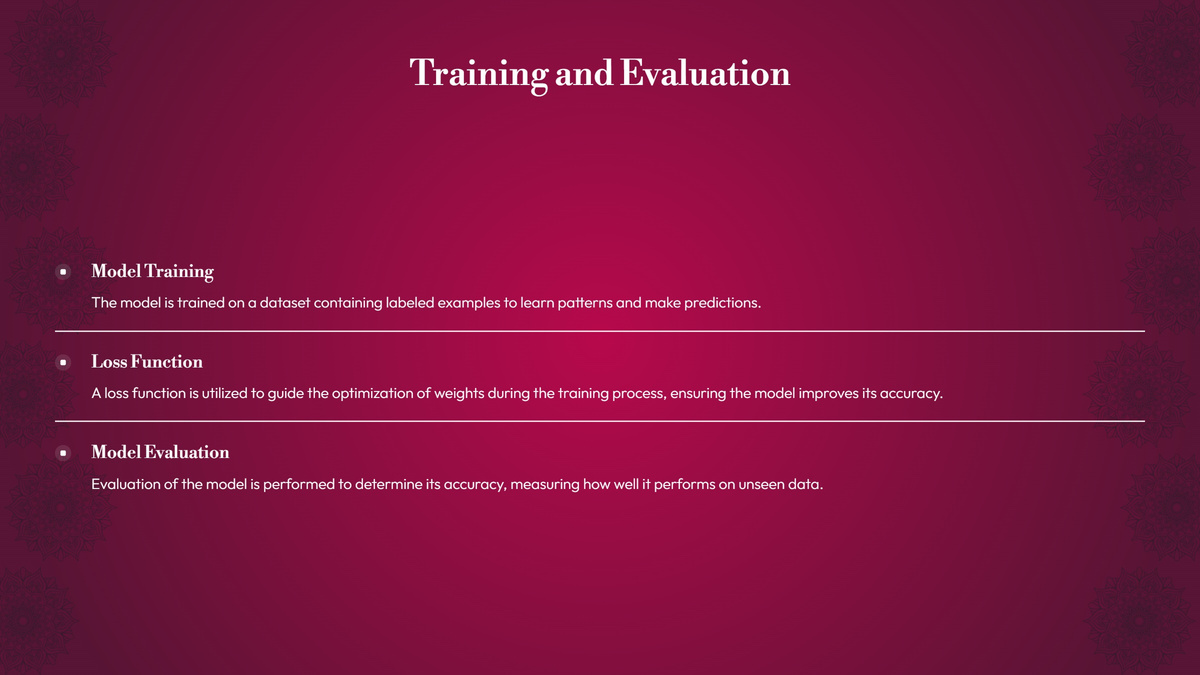 Training and Evaluation
Model Training
The model is trained on a dataset containing labeled examples to learn patterns and make predictions.
Loss Function
A loss function is utilized to guide the optimization of weights during the training process, ensuring the model improves its accuracy.
Model Evaluation
Evaluation of the model is performed to determine its accuracy, measuring how well it performs on unseen data.